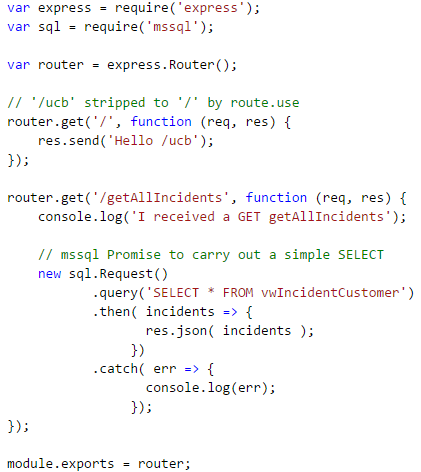 var express = require('express');
var sql = require('mssql');

var router = express.Router();

// '/ucb' stripped to '/' by route.use
router.get('/', function (req, res) {
    res.send('Hello /ucb');
});

router.get('/getAllIncidents', function (req, res) {
    console.log('I received a GET getAllIncidents');

    // mssql Promise to carry out a simple SELECT
    new sql.Request()
           .query('SELECT * FROM vwIncidentCustomer')
           .then( incidents => {
                  res.json( incidents );
                })
           .catch( err => {
                  console.log(err);
                });
});

module.exports = router;